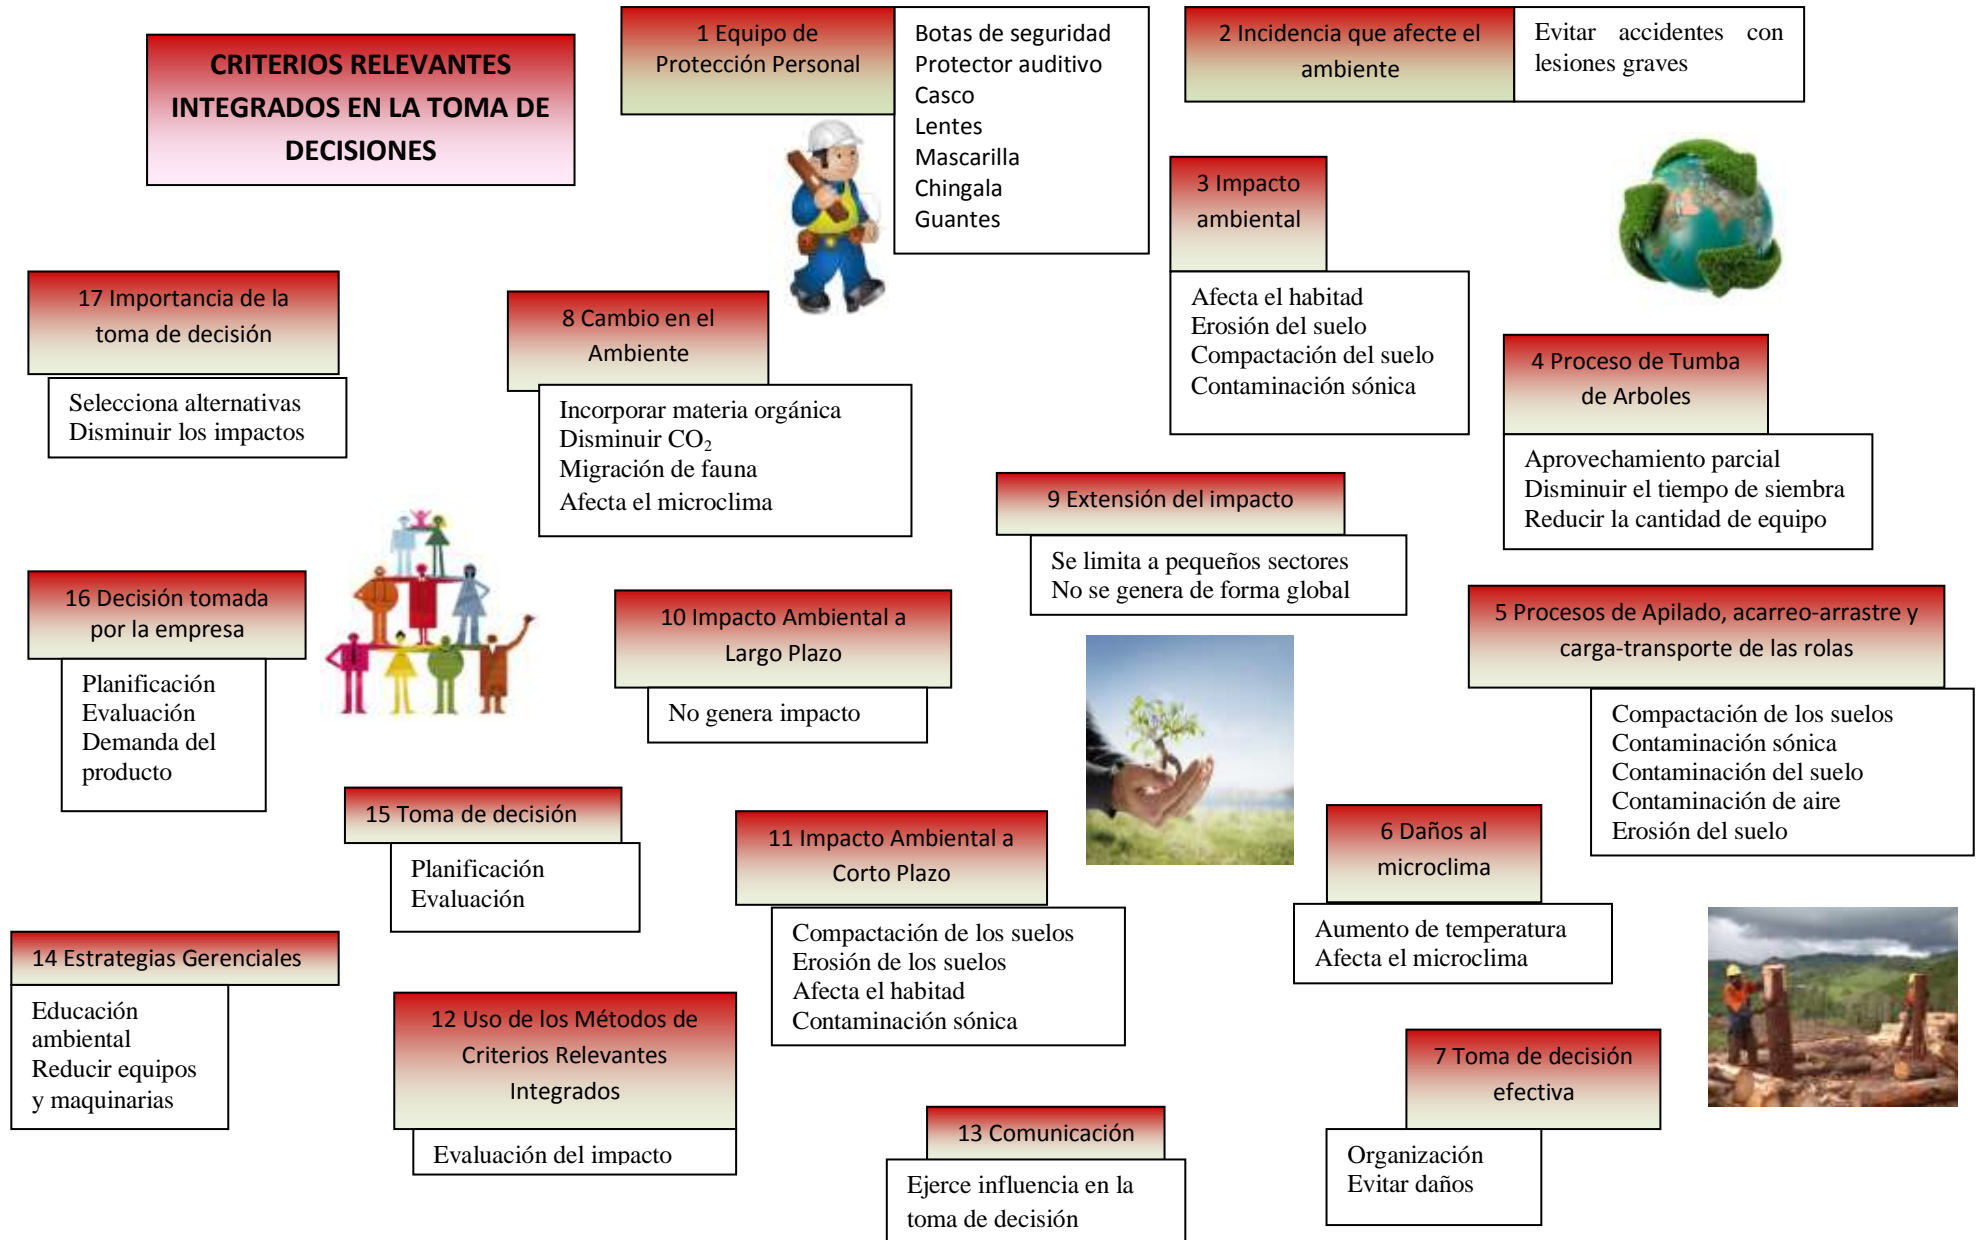 CRITERIOS RELEVANTES
INTEGRADOS EN LA TOMA DE
DECISIONES
1 Equipo de
Protección Personal
Botas de seguridad
Protector auditivo
Casco
Lentes
Mascarilla
Chingala
Guantes
2 Incidencia que afecte el
ambiente
Evitar accidentes con
lesiones graves
3 Impacto
ambiental
Afecta el habitad
Erosión del suelo
Compactación del suelo
Contaminación sónica
4 Proceso de Tumba
de Arboles
Aprovechamiento parcial
Disminuir el tiempo de siembra
Reducir la cantidad de equipo
5 Procesos de Apilado, acarreo-arrastre y
carga-transporte de las rolas
Compactación de los suelos
Contaminación sónica
Contaminación del suelo
Contaminación de aire
Erosión del suelo
6 Daños al
microclima
Aumento de temperatura
Afecta el microclima
7 Toma de decisión
efectiva
Organización
Evitar daños
8 Cambio en el
Ambiente
Incorporar materia orgánica
Disminuir CO₂
Migración de fauna
Afecta el microclima
9 Extensión del impacto
Se limita a pequeños sectores
No se genera de forma global
10 Impacto Ambiental a
Largo Plazo
No genera impacto
11 Impacto Ambiental a
Corto Plazo
Compactación de los suelos
Erosión de los suelos
Afecta el habitad
Contaminación sónica
12 Uso de los Métodos de
Criterios Relevantes
Integrados
Evaluación del impacto
13 Comunicación
Ejerce influencia en la
toma de decisión
14 Estrategias Gerenciales
Educación
ambiental
Reducir equipos
y maquinarias
15 Toma de decisión
Planificación
Evaluación
16 Decisión tomada
por la empresa
Planificación
Evaluación
Demanda del
producto
17 Importancia de la
toma de decisión
Selecciona alternativas
Disminuir los impactos